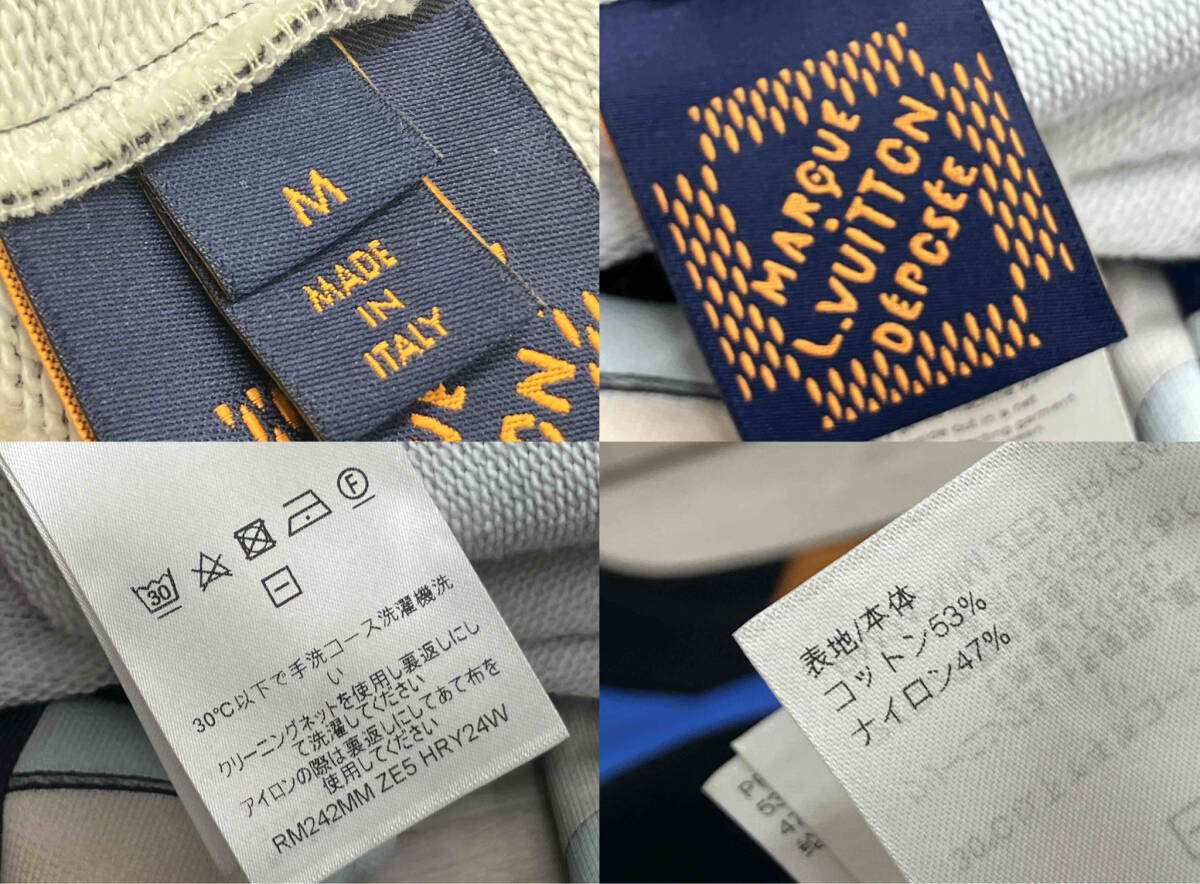 M
MADE
IN
ITALY
MARQUE
L.VUITTON
DEPOSÉE
30
F
30℃以下で手洗コース洗濯機洗
い
クリーニングネットを使用し裏返しにし
て洗濯してください
アイロンの際は裏返しにしてあて布を
使用してください
RM242MM ZE5 HRY24W
表地/本体
コットン53%
ナイロン47%